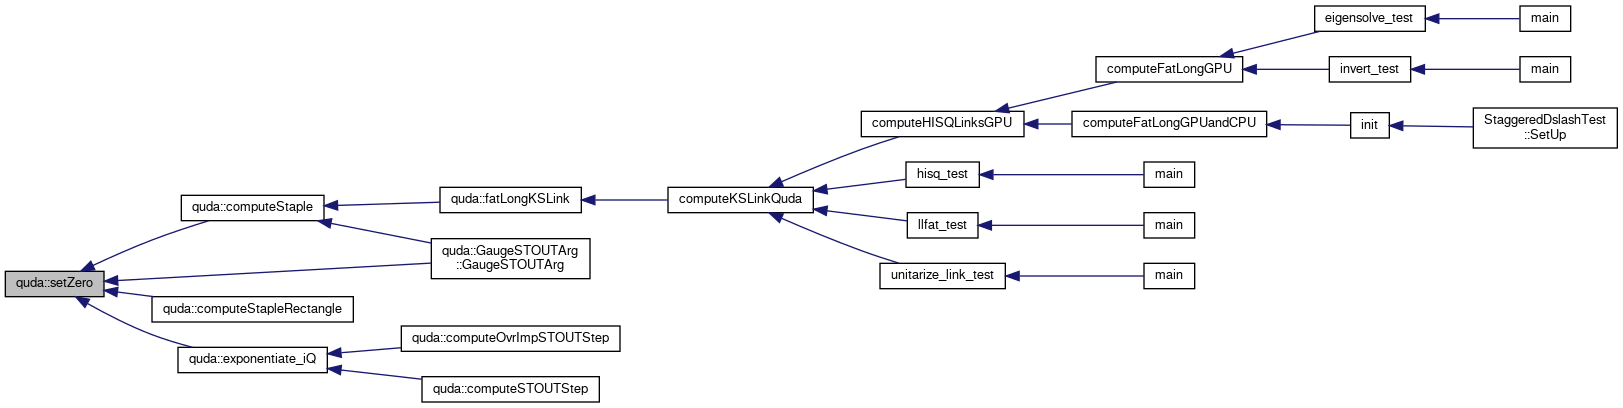 eigensolve_test
main
computeFatLongGPU
invert_test
main
computeHISQLinksGPU
computeFatLongGPUandCPU
init
StaggeredDslashTest
::SetUp
hisq_test
main
quda::computeStaple
quda::fatLongKSLink
computeKSLinkQuda
llfat_test
main
quda::GaugeSTOUTArg
::GaugeSTOUTArg
unitarize_link_test
main
quda::setZero
quda::computeStapleRectangle
quda::computeOvrImpSTOUTStep
quda::exponentiate_iQ
quda::computeSTOUTStep